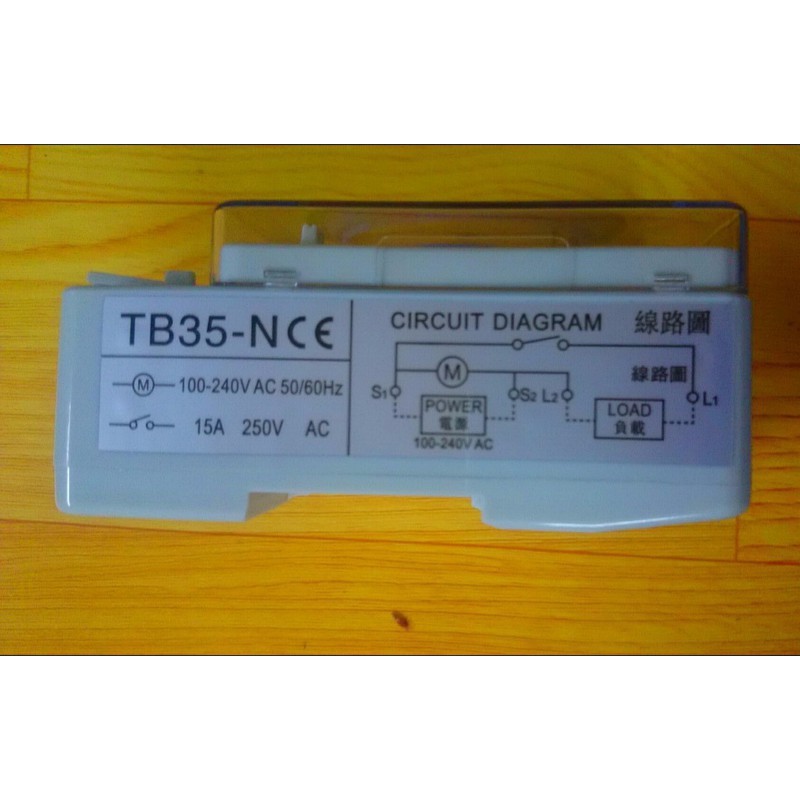 TB35-N CE
M 100-240V AC 50/60Hz
15A 250V AC
CIRCUIT DIAGRAM 線路圖
M
線路圖
S1 POWER S2 L2 LOAD L1
電源 負載
100-240V AC